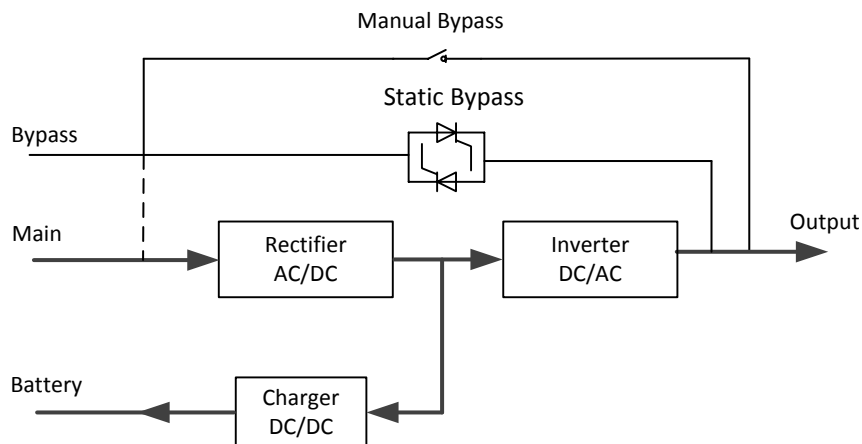 Manual Bypass
Static Bypass
Bypass
Main
Rectifier
AC/DC
Inverter
DC/AC
Output
Battery
Charger
DC/DC